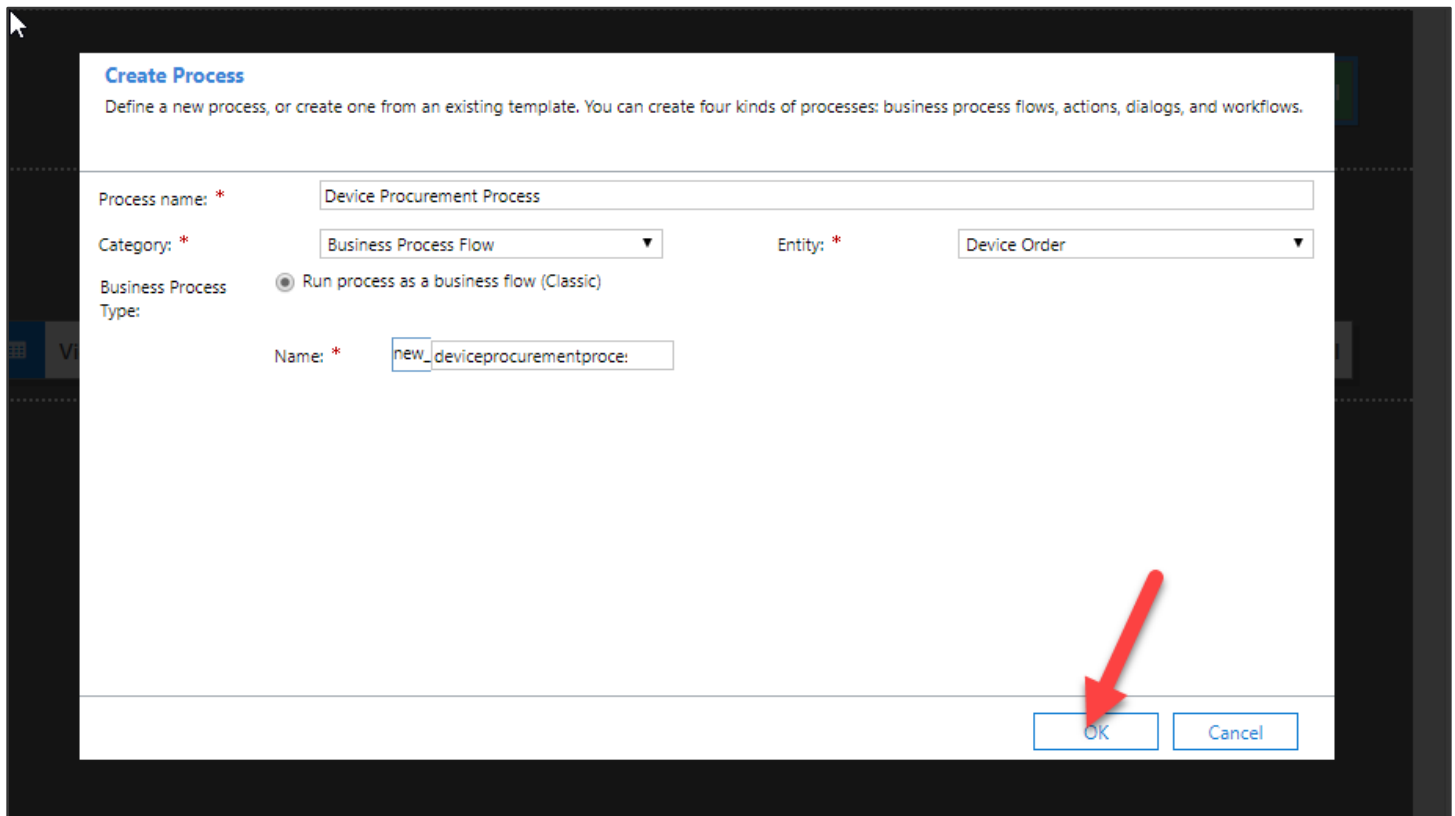 Create Process
Define a new process, or create one from an existing template. You can create four kinds of processes: business process flows, actions, dialogs, and workflows.
Process name: *
Device Procurement Process
Category: *
Business Process Flow
Entity: *
Device Order
Business Process
Type:
Run process as a business flow (Classic)
Name: *
new_
deviceprocurementproce
Vi
OK
Cancel